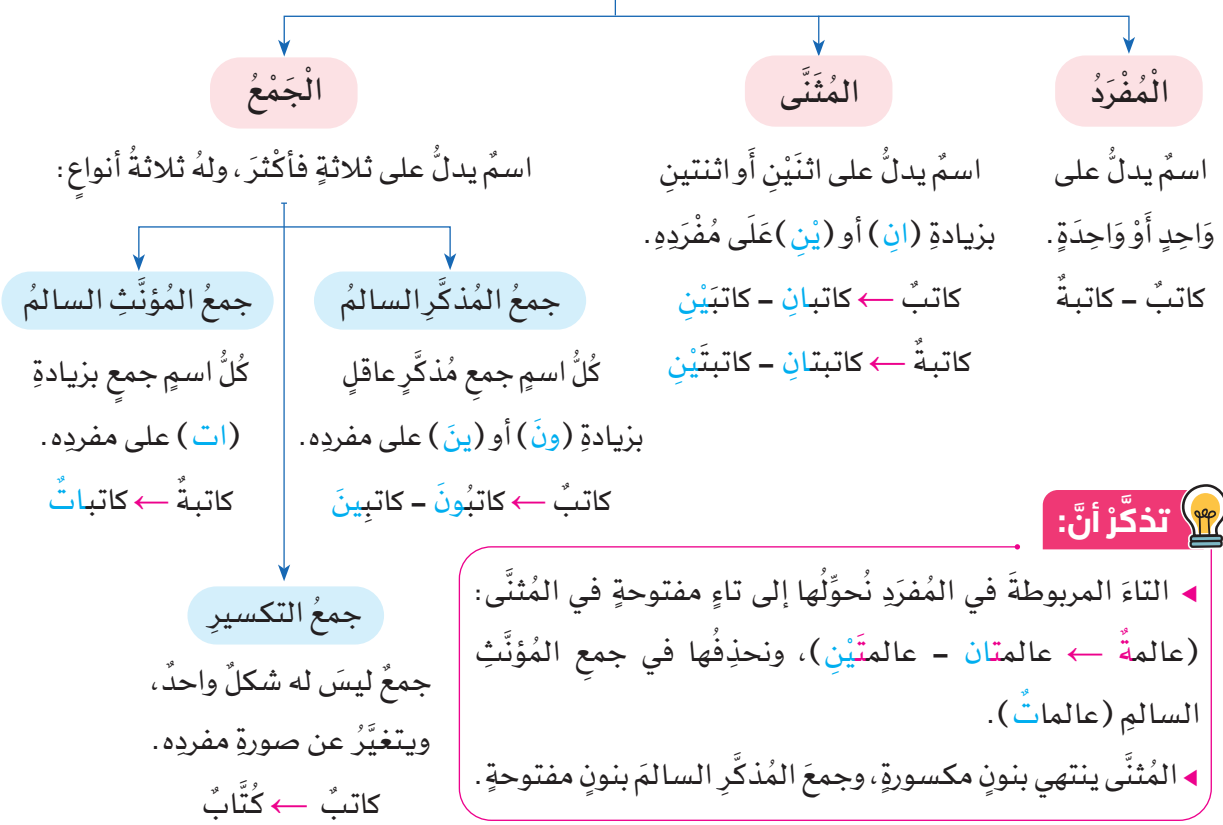 الْمُفْرَدُ
اسمٌ يدلُّ على
وَاحِدٍ أَوْ وَاحِدَةٍ.
كاتبٌ – كاتبةٌ
المُثَنَّى
اسمٌ يدلُّ على اثنَيْنِ أَو اثنتينِ
بزيادةِ (انِ) أو (يْنِ) عَلَى مُفْرَدِهِ.
كاتبٌ ← كاتبانِ – كاتبَيْنِ
كاتبةٌ ← كاتبتانِ – كاتبتَيْنِ
الْجَمْعُ
اسمٌ يدلُّ على ثلاثةٍ فأكْثرَ، ولهُ ثلاثةُ أنواعٍ:
جمعُ المُذكَّرِ السالمُ
كُلُّ اسمٍ جمعِ مُذكَّرٍ عاقلٍ
بزيادةِ (ونَ) أو (ينَ) على مفردِه.
كاتبٌ ← كاتبُونَ – كاتبِينَ
جمعُ المُؤنَّثِ السالمُ
كُلُّ اسمِ جمعٍ بزيادةِ
(ات) على مفردِه.
كاتبةٌ ← كاتباتٌ
جمعُ التكسيرِ
جمعٌ ليسَ له شكلٌ واحدٌ،
ويتغيَّرُ عن صورةِ مفردِه.
كاتبٌ ← كُتَّابٌ
تذكَّرْ أنَّ:
◂ التاءَ المربوطةَ في المُفرَدِ نُحوِّلُها إلى تاءٍ مفتوحةٍ في المُثنَّى:
(عالمةٌ ← عالمتان – عالمتَيْنِ)، ونحذِفُها في جمعِ المُؤنَّثِ
السالمِ (عالماتٌ).
◂ المُثنَّى ينتهي بنونٍ مكسورةٍ، وجمعَ المُذكَّرِ السالمَ بنونٍ مفتوحةٍ.